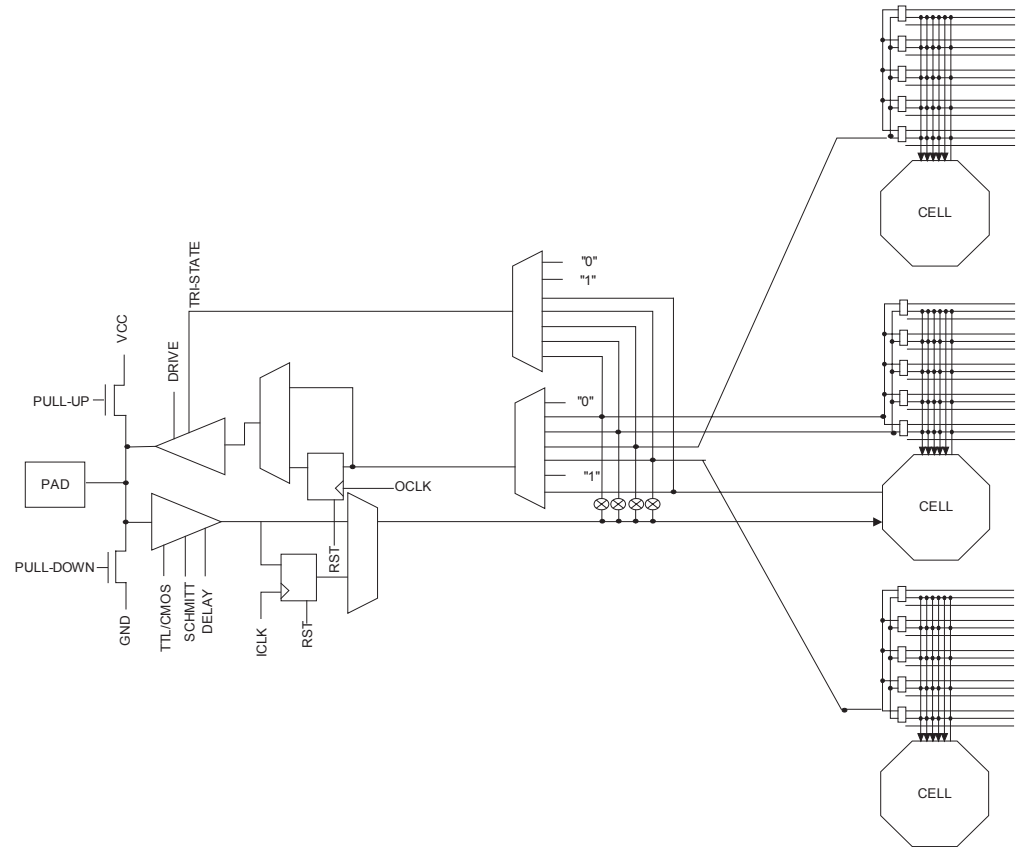 CELL
"0"
"1"
TRI-STATE
VCC
DRIVE
PULL-UP
"0"
"1"
PAD
OCLK
CELL
RST
PULL-DOWN
GND
TTL/CMOS
SCHMITT
DELAY
ICLK
RST
CELL